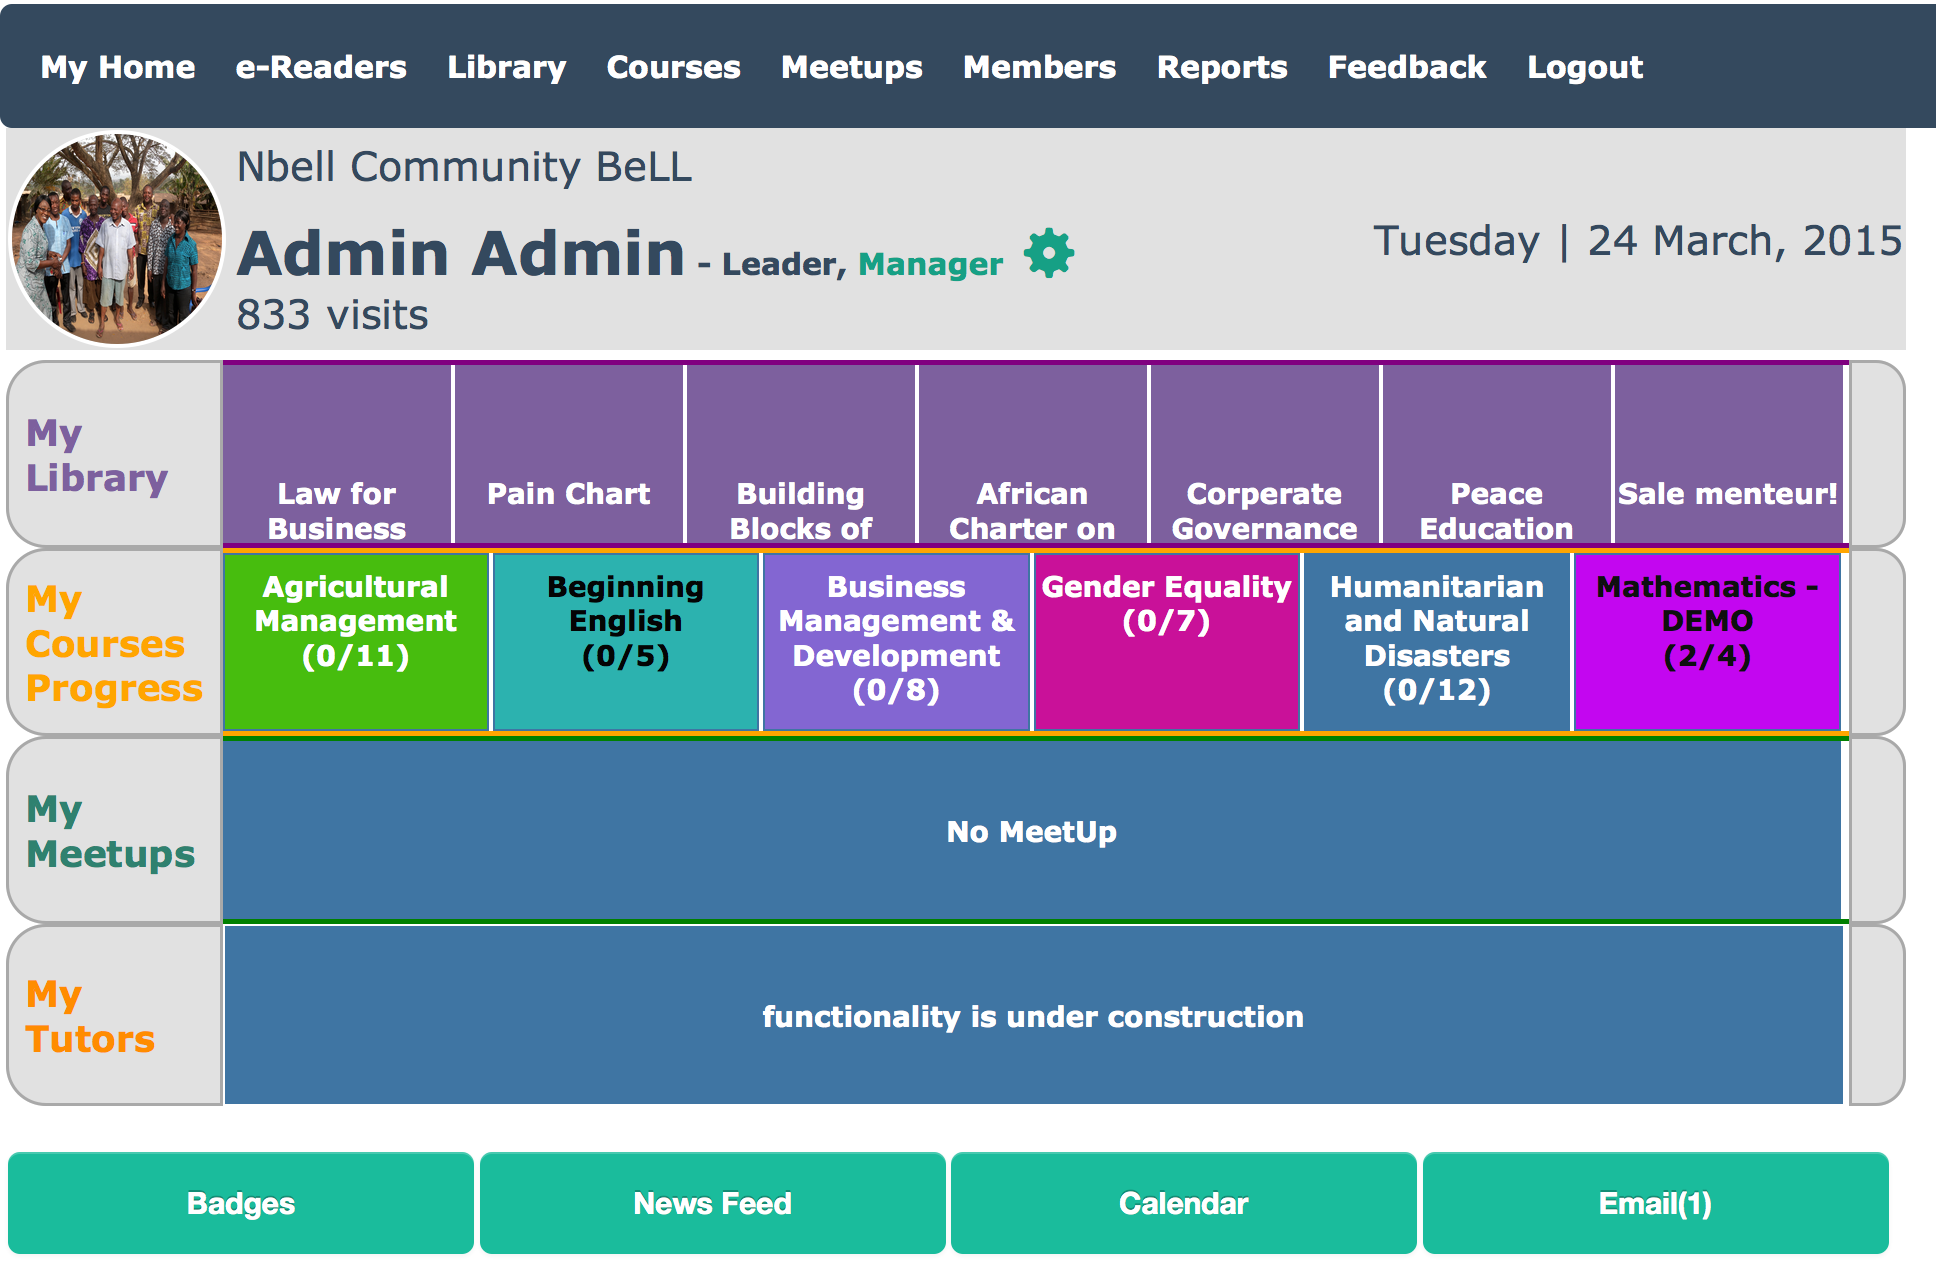 My Home e-Readers Library Courses Meetups Members Reports Feedback Logout
Nbell Community BeLL
Admin Admin - Leader, Manager
Tuesday | 24 March, 2015
833 visits
My
Library
Law for
Business
Pain Chart
Building
Blocks of
African
Charter on
Corperate
Governance
Peace
Education
Sale menteur!
My
Courses
Progress
Agricultural
Management
(0/11)
Beginning
English
(0/5)
Business
Management &
Development
(0/8)
Gender Equality
(0/7)
Humanitarian
and Natural
Disasters
(0/12)
Mathematics -
DEMO
(2/4)
My
Meetups
No MeetUp
My
Tutors
functionality is under construction
Badges
News Feed
Calendar
Email(1)